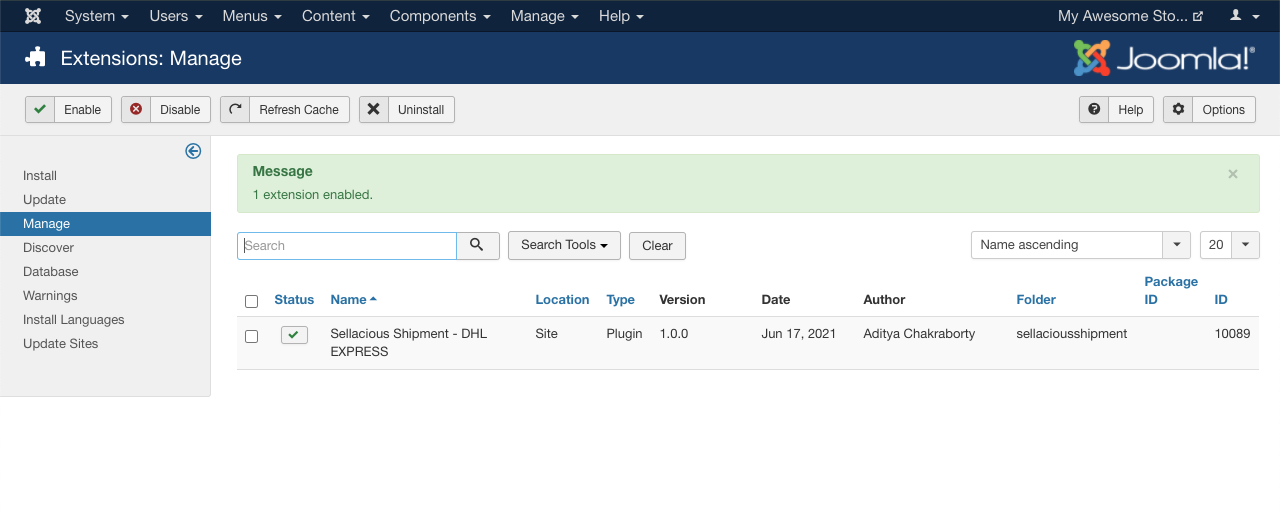 System Users Menus Content Components Manage Help My Awesome Sto...
Extensions: Manage Joomla!®
Enable Disable Refresh Cache Uninstall Help Options
Install
Update
Manage
Discover
Database
Warnings
Install Languages
Update Sites
Message
×
1 extension enabled.
Search Search Tools Clear Name ascending 20
Status Name Location Type Version Date Author Folder Package ID ID
Sellacious Shipment - DHL Site Plugin 1.0.0 Jun 17, 2021 Aditya Chakraborty sellaciousshipment 10089
EXPRESS